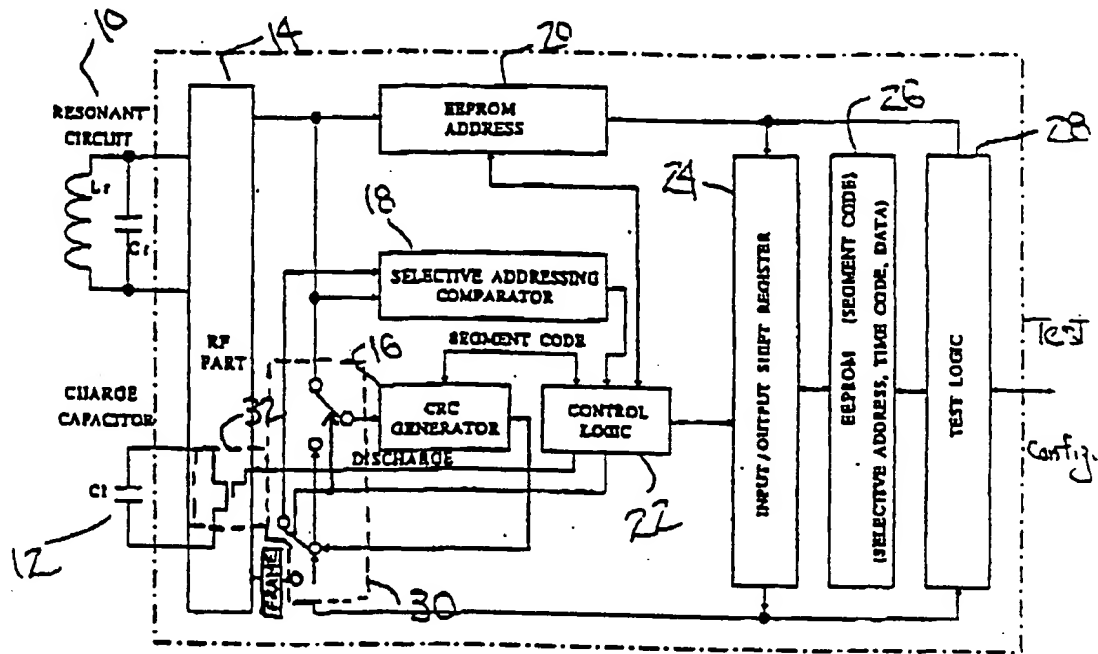 10
14
20
RESONANT
CIRCUIT
EEPROM
ADDRESS
26
28
Lr
Cr
18
24
SELECTIVE ADDRESSING
COMPARATOR
RF
PART
SEGMENT CODE
16
32
CHARGE
CAPACITOR
CRC
GENERATOR
CONTROL
LOGIC
DISCHARGE
INPUT/OUTPUT SHIFT REGISTER
EEPROM (SEGMENT CODE)
(SELECTIVE ADDRESS, TIME CODE, DATA)
TEST LOGIC
Test
Config.
Cl
12
22
FRAME
30